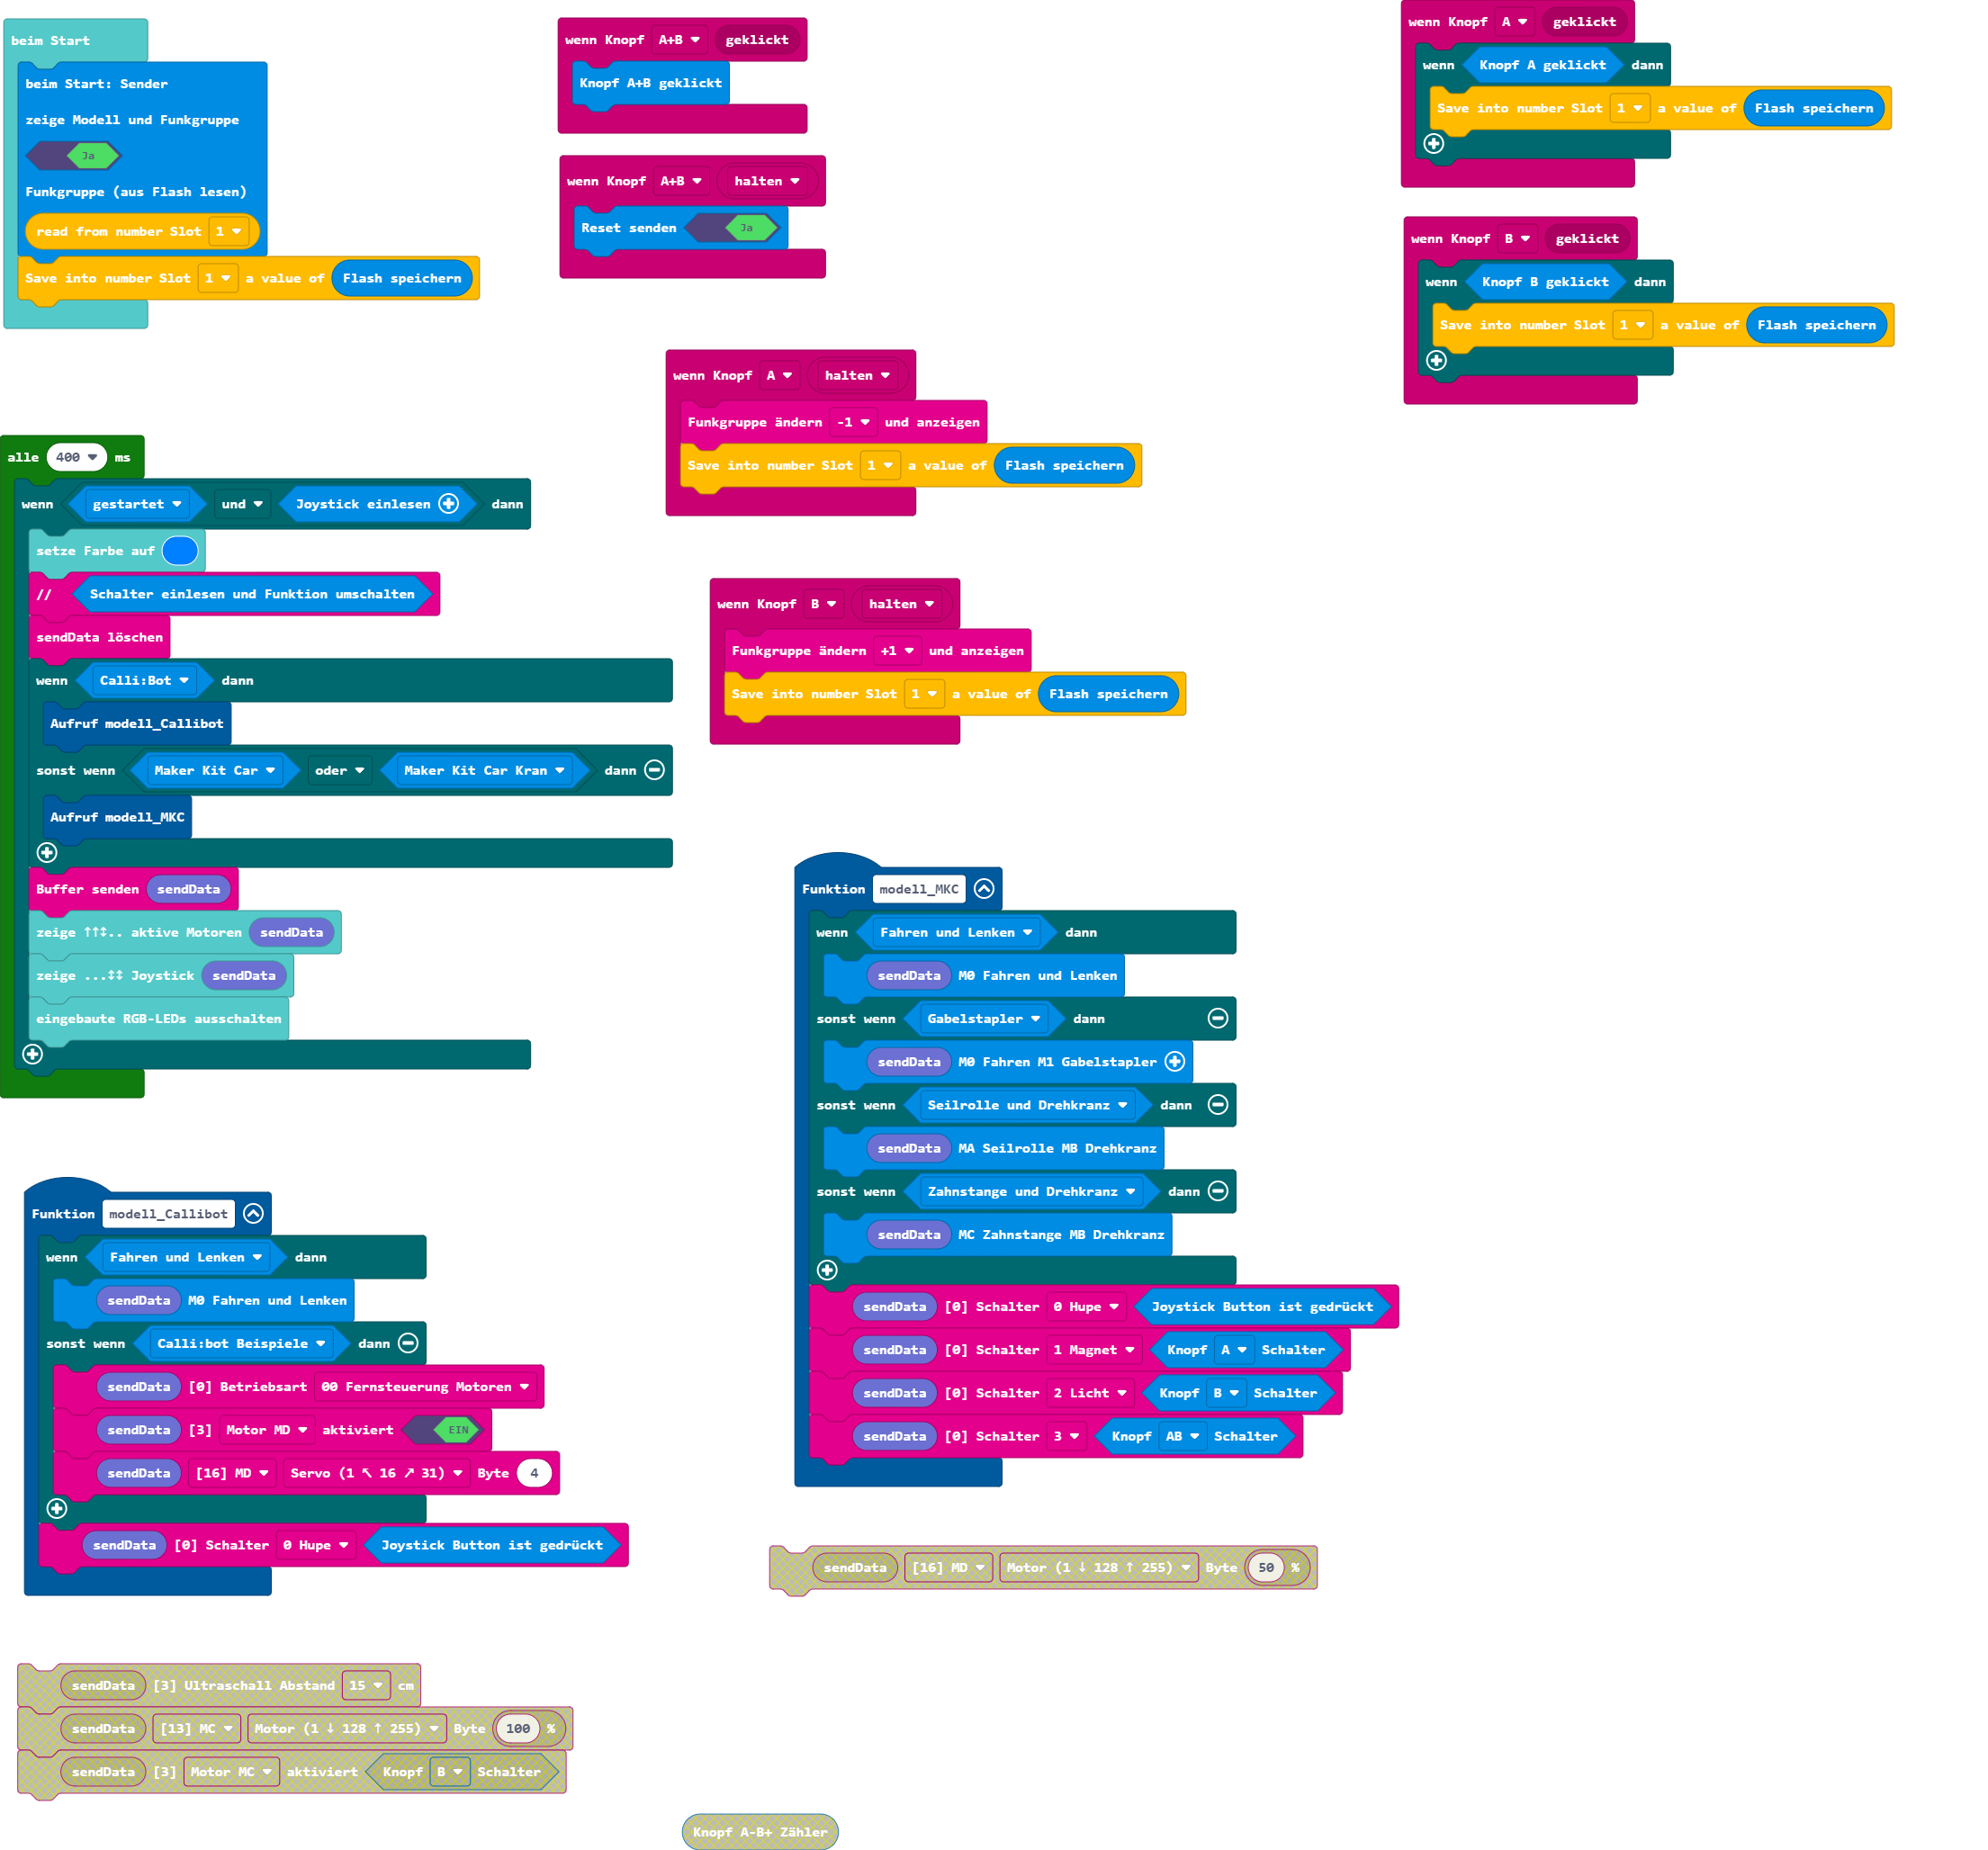 beim Start
beim Start: Sender
zeige Modell und Funkgruppe
Ja
Funkgruppe (aus Flash lesen)
read from number Slot 1
Save into number Slot 1 a value of Flash speichern
wenn Knopf A+B geklickt
Knopf A+B geklickt
wenn Knopf A+B halten
Reset senden Ja
wenn Knopf A geklickt
wenn Knopf A geklickt dann
Save into number Slot 1 a value of Flash speichern
wenn Knopf B geklickt
wenn Knopf B geklickt dann
Save into number Slot 1 a value of Flash speichern
wenn Knopf A halten
Funkgruppe ändern -1 und anzeigen
Save into number Slot 1 a value of Flash speichern
wenn Knopf B halten
Funkgruppe ändern +1 und anzeigen
Save into number Slot 1 a value of Flash speichern
alle 400 ms
wenn gestartet und Joystick einlesen dann
setze Farbe auf
// Schalter einlesen und Funktion umschalten
sendData löschen
wenn Calli:Bot dann
Aufruf modell_Callibot
sonst wenn Maker Kit Car oder Maker Kit Car Kran dann
Aufruf modell_MKC
Buffer senden sendData
zeige ↑↑↕.. aktive Motoren sendData
zeige ...↕↕ Joystick sendData
eingebaute RGB-LEDs ausschalten
Funktion modell_MKC
wenn Fahren und Lenken dann
sendData M0 Fahren und Lenken
sonst wenn Gabelstapler dann
sendData M0 Fahren M1 Gabelstapler
sonst wenn Seilrolle und Drehkranz dann
sendData MA Seilrolle MB Drehkranz
sonst wenn Zahnstange und Drehkranz dann
sendData MC Zahnstange MB Drehkranz
sendData [0] Schalter 0 Hupe Joystick Button ist gedrückt
sendData [0] Schalter 1 Magnet Knopf A Schalter
sendData [0] Schalter 2 Licht Knopf B Schalter
sendData [0] Schalter 3 Knopf AB Schalter
Funktion modell_Callibot
wenn Fahren und Lenken dann
sendData M0 Fahren und Lenken
sonst wenn Calli:bot Beispiele dann
sendData [0] Betriebsart 00 Fernsteuerung Motoren
sendData [3] Motor MD aktiviert EIN
sendData [16] MD Servo (1 ↖ 16 ↗ 31) Byte 4
sendData [0] Schalter 0 Hupe Joystick Button ist gedrückt
sendData [16] MD Motor (1 ↓ 128 ↑ 255) Byte 50 %
sendData [3] Ultraschall Abstand 15 cm
sendData [13] MC Motor (1 ↓ 128 ↑ 255) Byte 100 %
sendData [3] Motor MC aktiviert Knopf B Schalter
Knopf A-B+ Zähler